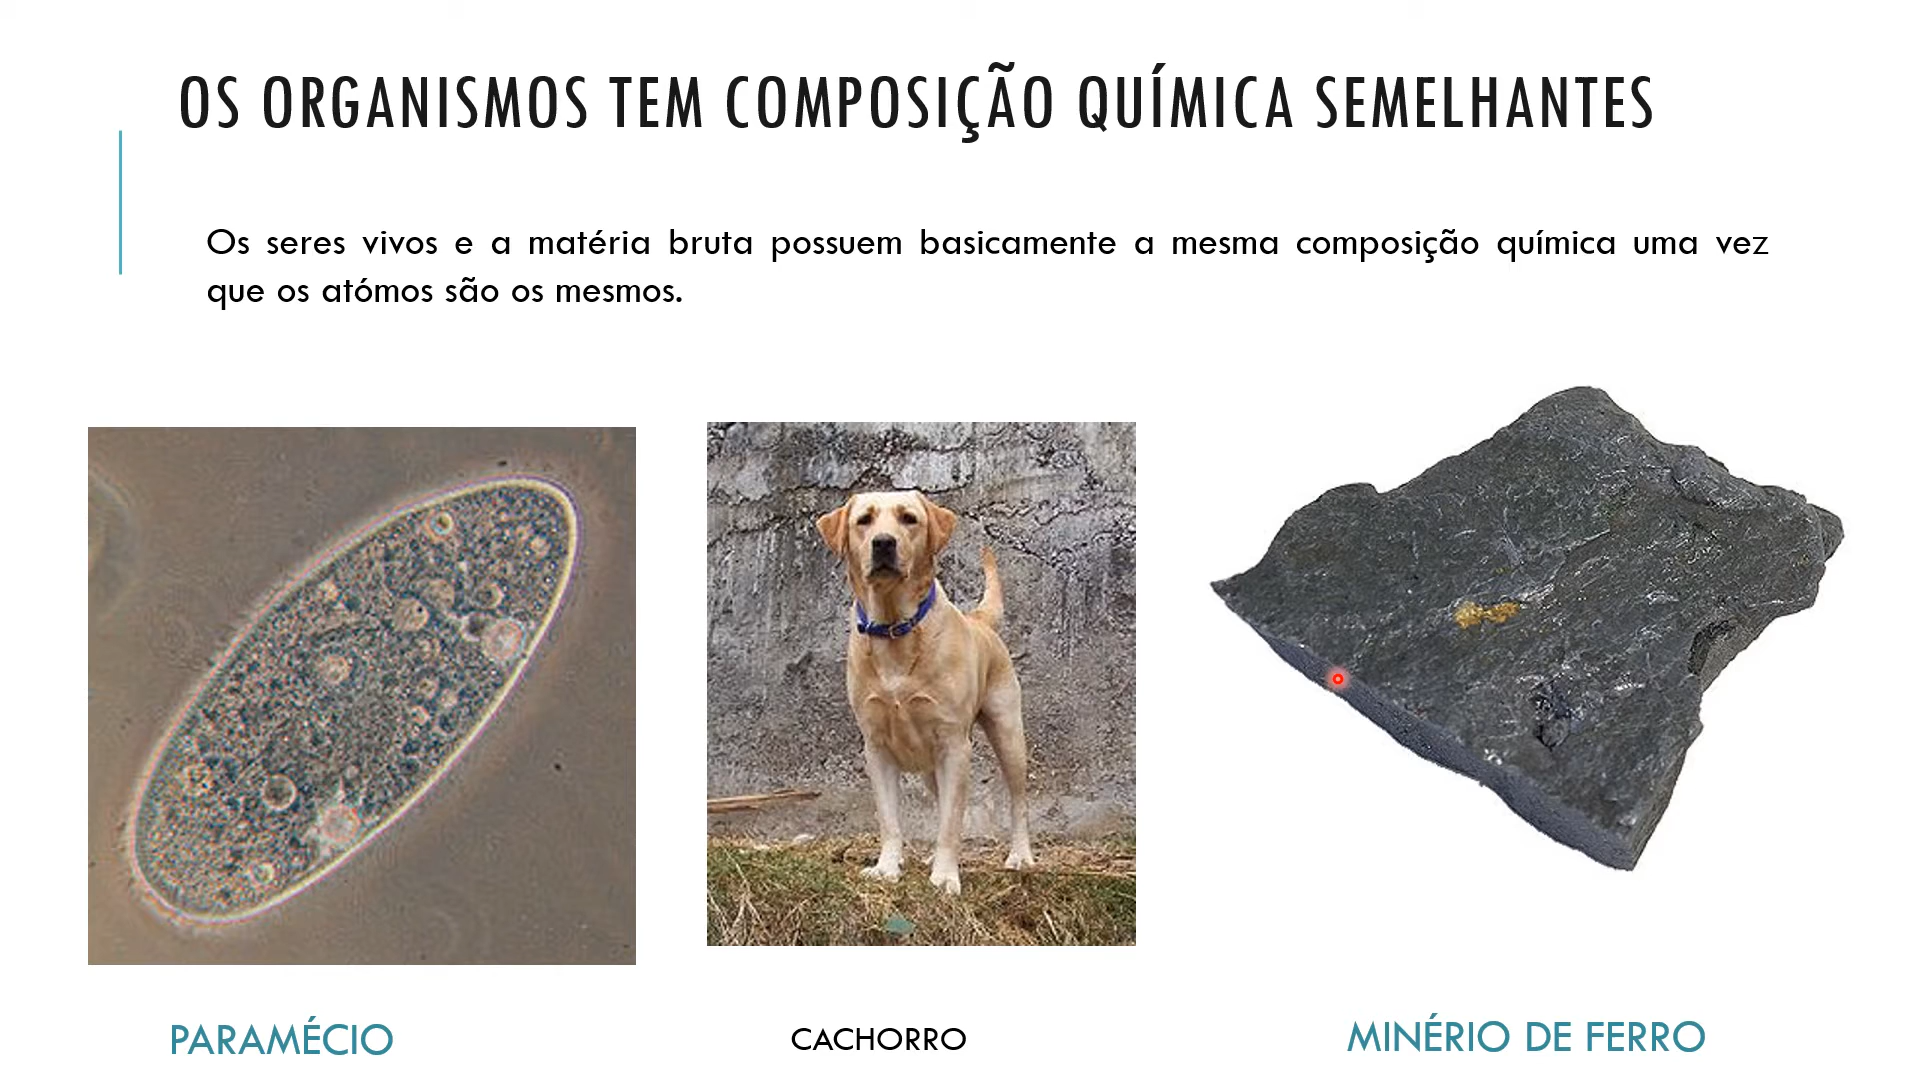 OS ORGANISMOS TEM COMPOSIÇÃO QUÍMICA SEMELHANTES
Os seres vivos e a matéria bruta possuem basicamente a mesma composição química uma vez
que os atómos são os mesmos.
PARAMÉCIO
CACHORRO
MINÉRIO DE FERRO